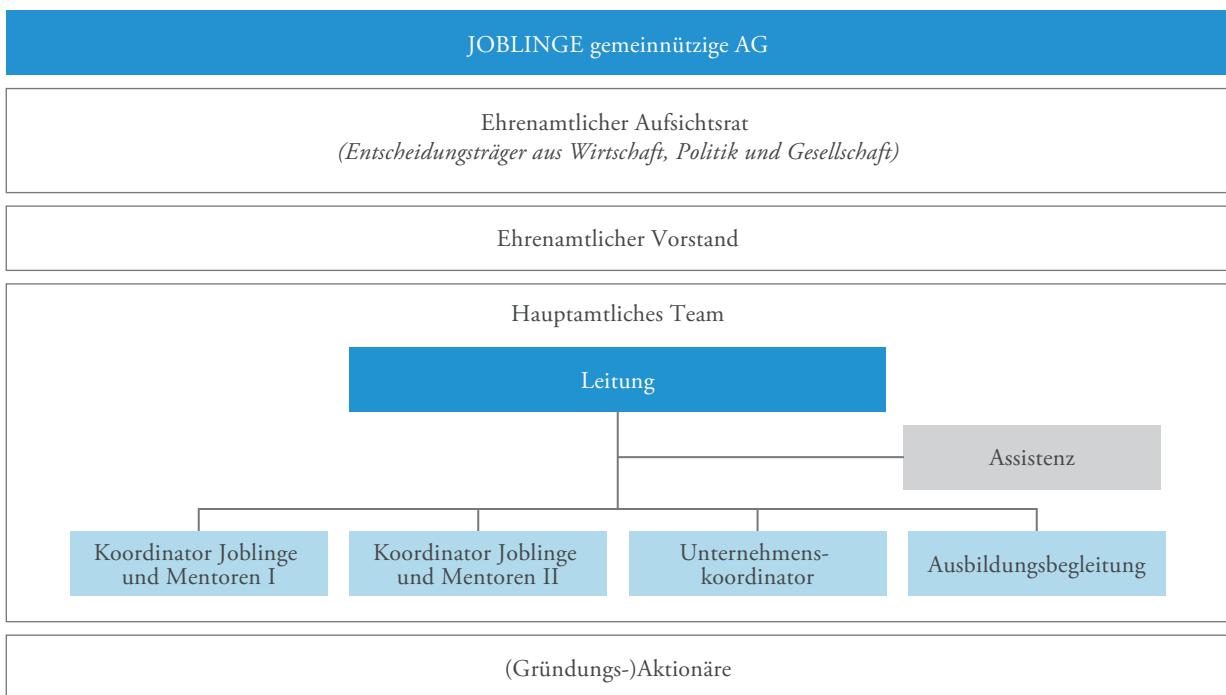 JOBLINGE gemeinnützige AG
Ehrenamtlicher Aufsichtsrat
(Entscheidungsträger aus Wirtschaft, Politik und Gesellschaft)
Ehrenamtlicher Vorstand
Hauptamtliches Team
Leitung
Assistenz
Koordinator Joblinge
und Mentoren I
Koordinator Joblinge
und Mentoren II
Unternehmens-
koordinator
Ausbildungsbegleitung
(Gründungs-)Aktionäre